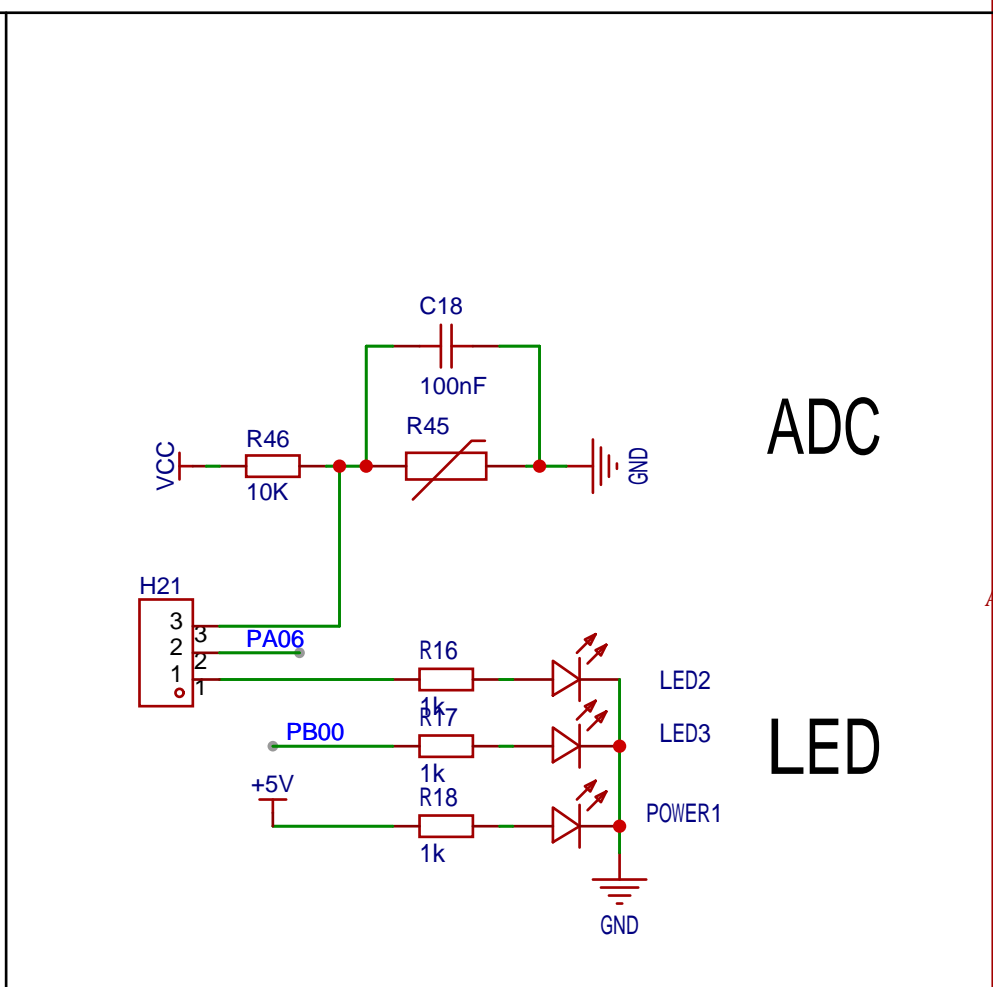 C18
100nF
R45
R46
VCC
10K
GND
ADC
H21
3
3
PA06
2
2
1
1
R16
1k
LED2
PB00
R17
1k
LED3
LED
+5V
R18
1k
POWER1
GND